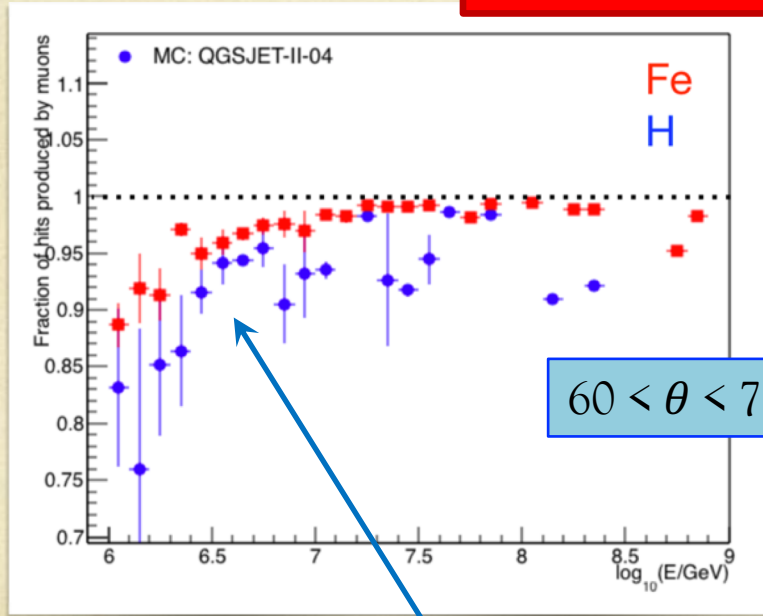 MC: QGSJET-II-04
Fe
H
Fraction of hits produced by muons
1.1
1.05
1
0.95
0.9
0.85
0.8
0.75
0.7
60 < θ < 7
6
6.5
7
7.5
8
8.5
9
log₁₀(E/GeV)